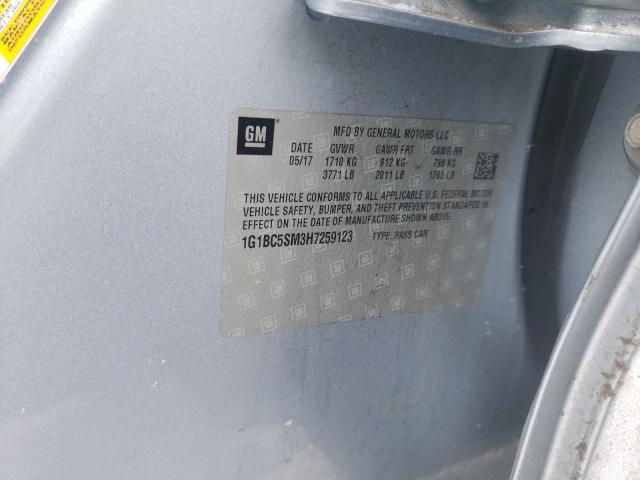 GM
MFD BY GENERAL MOTORS LLC
DATE GVWR GAWR FRT GAWR RR
05/17 1710 KG 912 KG 798 KG
3771 LB 2011 LB LB
THIS VEHICLE CONFORMS TO ALL APPLICABLE U.S. FEDERAL MOTOR
VEHICLE SAFETY, BUMPER, AND THEFT PREVENTION STANDARDS IN
EFFECT ON THE DATE OF MANUFACTURE SHOWN ABOVE.
1G1BC5SM3H7259123 TYPE: PASS CAR